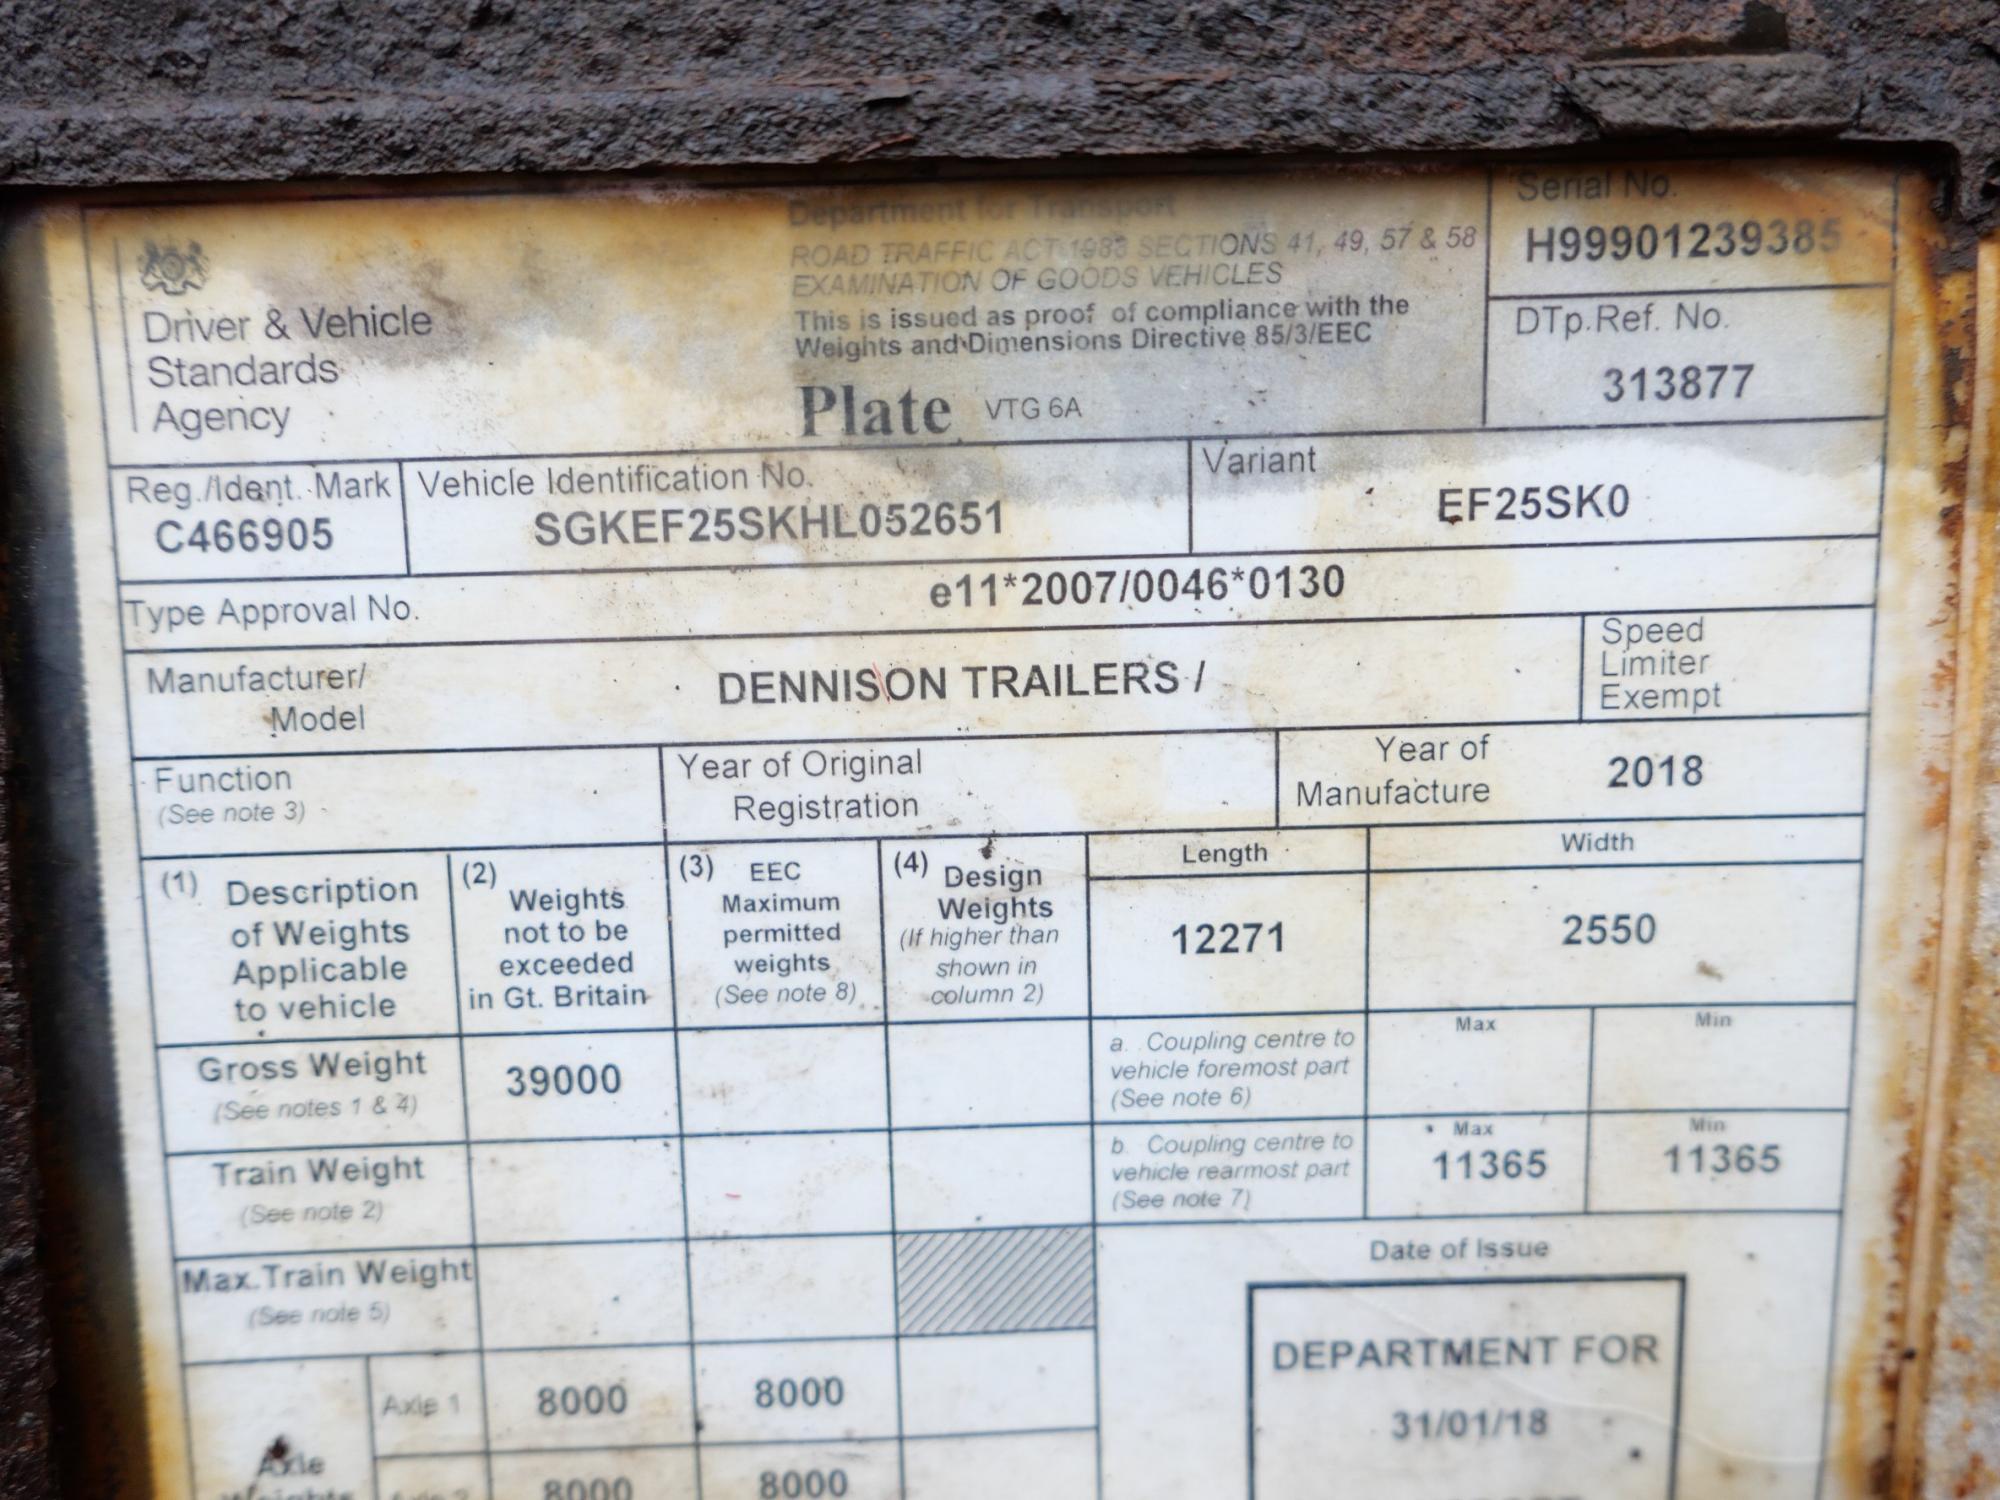 Department for Transport
ROAD TRAFFIC ACT 1988 SECTIONS 41, 49, 57 & 58
EXAMINATION OF GOODS VEHICLES
This is issued as proof of compliance with the
Weights and Dimensions Directive 85/3/EEC
Plate VTG 6A
Serial No.
H99901239385
DTp.Ref. No.
313877
Driver & Vehicle
Standards
Agency
Reg./Ident. Mark
C466905
Vehicle Identification No.
SGKEF25SKHL052651
Variant
EF25SK0
Type Approval No.
e11*2007/0046*0130
Manufacturer/
Model
DENNISON TRAILERS /
Speed
Limiter
Exempt
Function
(See note 3)
Year of Original
Registration
Year of
Manufacture
2018
(1) Description
of Weights
Applicable
to vehicle
(2) Weights
not to be
exceeded
in Gt. Britain
(3) EEC
Maximum
permitted
weights
(See note 8)
(4) Design
Weights
(If higher than
shown in
column 2)
Length
12271
Width
2550
Gross Weight
(See notes 1 & 4)
39000
a. Coupling centre to
vehicle foremost part
(See note 6)
Max
Min
Train Weight
(See note 2)
b. Coupling centre to
vehicle rearmost part
(See note 7)
Max
11365
Min
11365
Max.Train Weight
(See note 5)
Date of Issue
DEPARTMENT FOR
31/01/18
Axle
Weights
Axle 1
8000
8000
Axle 2
8000
8000